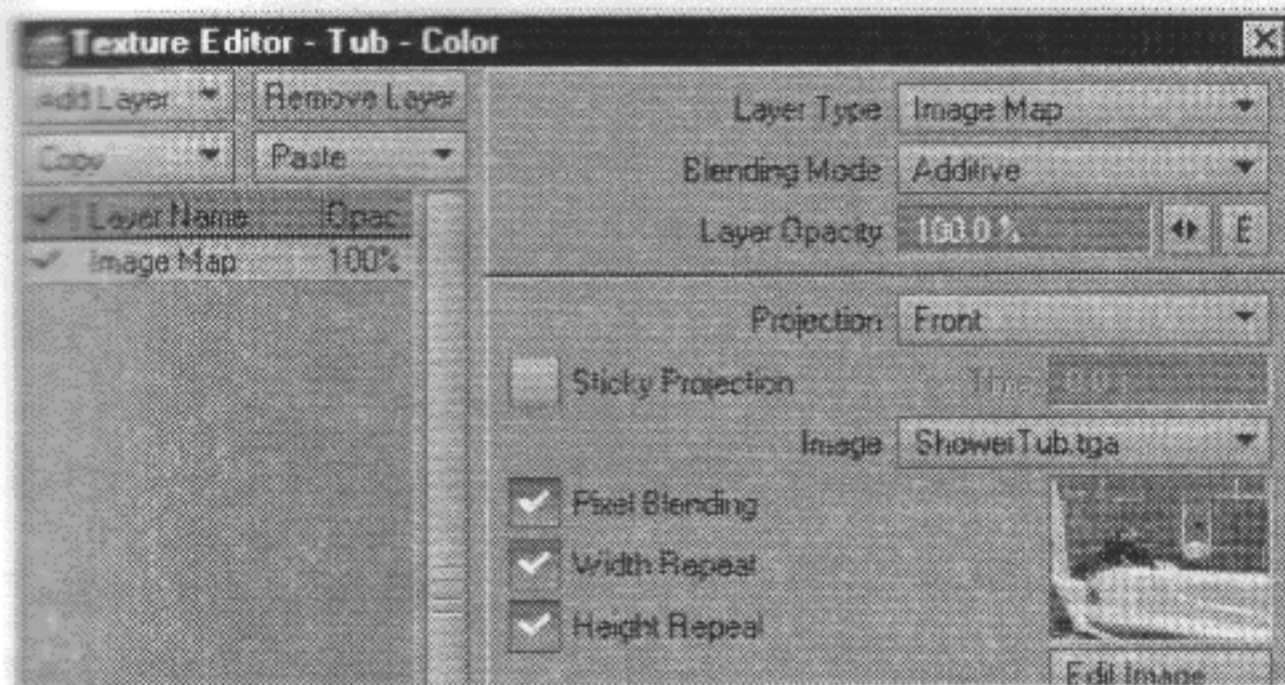 Texture Editor - Tub - Color
Add Layer Remove Layer
Copy Paste
Layer Name Opac
Image Map 100%
Layer Type Image Map
Blending Mode Additive
Layer Opacity 100.0 % E
Projection Front
Sticky Projection Time
Image ShowerTub.tga
Pixel Blending
Width Repeat
Height Repeat
Edit Image